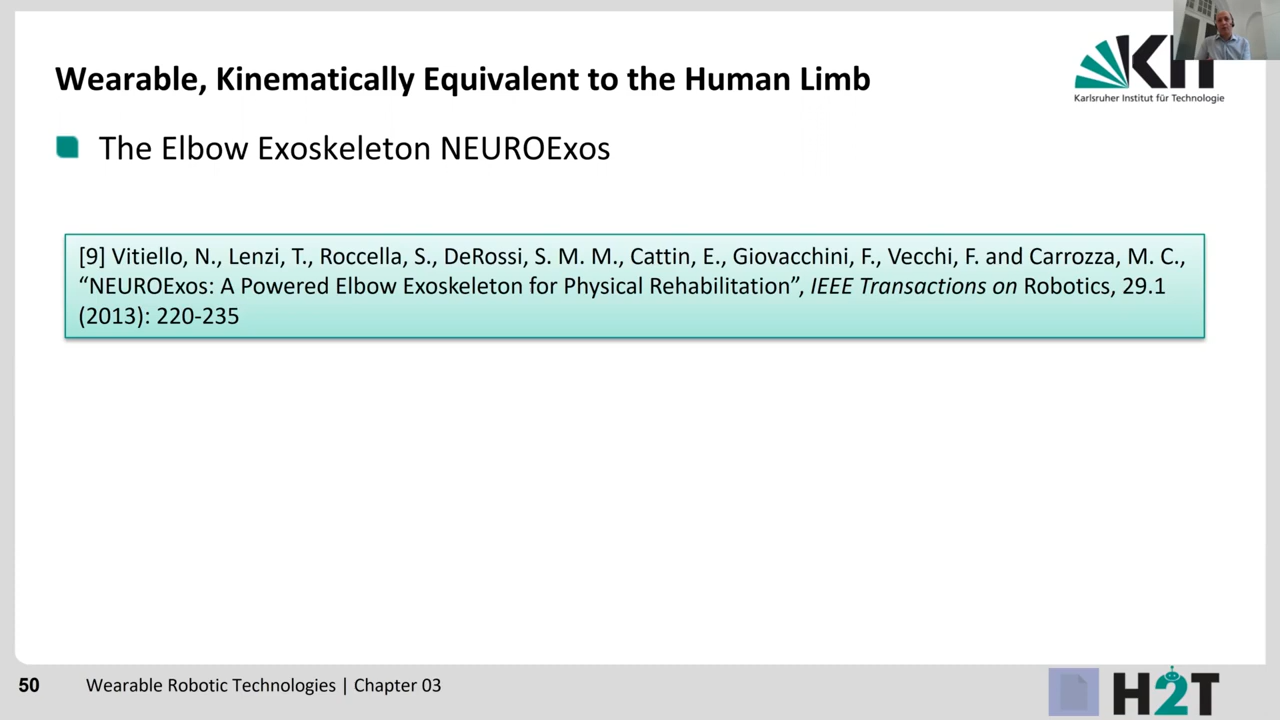 Wearable, Kinematically Equivalent to the Human Limb
Karlsruher Institut für Technologie
The Elbow Exoskeleton NEUROExos
[9] Vitiello, N., Lenzi, T., Roccella, S., DeRossi, S. M. M., Cattin, E., Giovacchini, F., Vecchi, F. and Carrozza, M. C.,
“NEUROExos: A Powered Elbow Exoskeleton for Physical Rehabilitation”, IEEE Transactions on Robotics, 29.1
(2013): 220-235
50 Wearable Robotic Technologies | Chapter 03
H2T